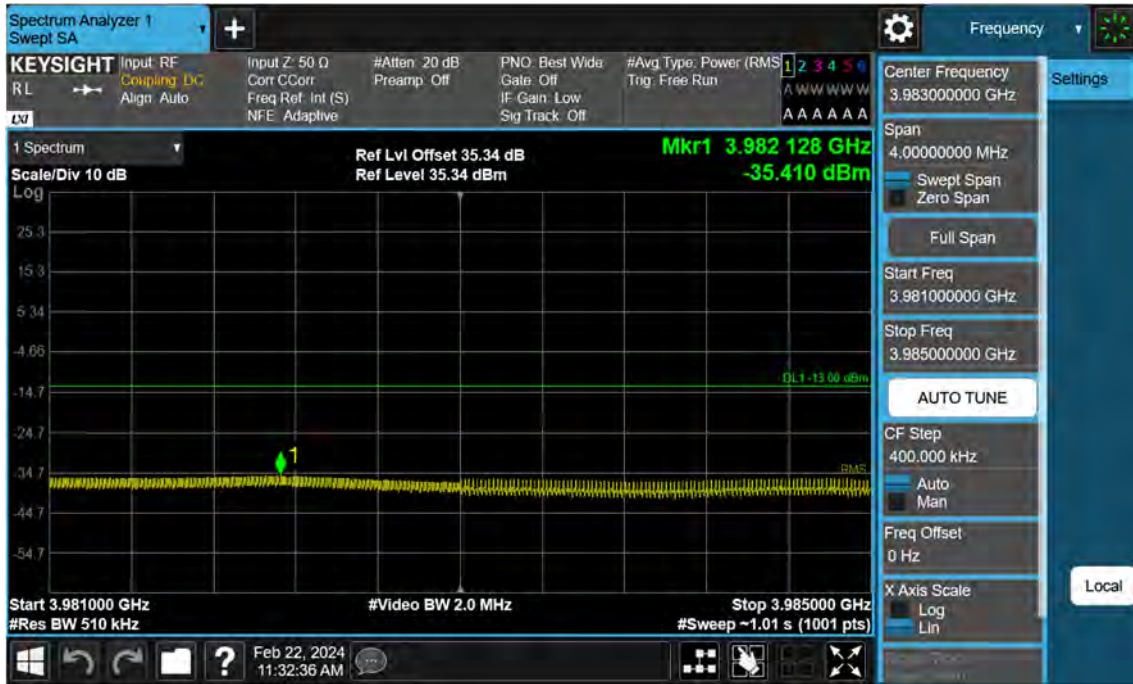 Spectrum Analyzer 1
Swept SA
Frequency
KEYSIGHT
RL
LXI
Input: RF
Coupling: DC
Align: Auto
Input Z: 50 Ω
Corr CCorr
Freq Ref: Int (S)
NFE: Adaptive
#Atten: 20 dB
Preamp: Off
PNO: Best Wide
Gate: Off
IF Gain: Low
Sig Track: Off
#Avg Type: Power (RMS
Trig: Free Run
1 2 3 4 5 6
A W W W W W
A A A A A A
1 Spectrum
Scale/Div 10 dB
Ref Lvl Offset 35.34 dB
Ref Level 35.34 dBm
Mkr1 3.982 128 GHz
-35.410 dBm
Log
25.3
15.3
5.34
-4.66
DL1 -13.00 dBm
-14.7
-24.7
1
-34.7
RMS
-44.7
-54.7
Start 3.981000 GHz
#Res BW 510 kHz
#Video BW 2.0 MHz
Stop 3.985000 GHz
#Sweep ~1.01 s (1001 pts)
Feb 22, 2024
11:32:36 AM
Center Frequency
3.983000000 GHz
Settings
Span
4.00000000 MHz
Swept Span
Zero Span
Full Span
Start Freq
3.981000000 GHz
Stop Freq
3.985000000 GHz
AUTO TUNE
CF Step
400.000 kHz
Auto
Man
Freq Offset
0 Hz
X Axis Scale
Log
Lin
Local